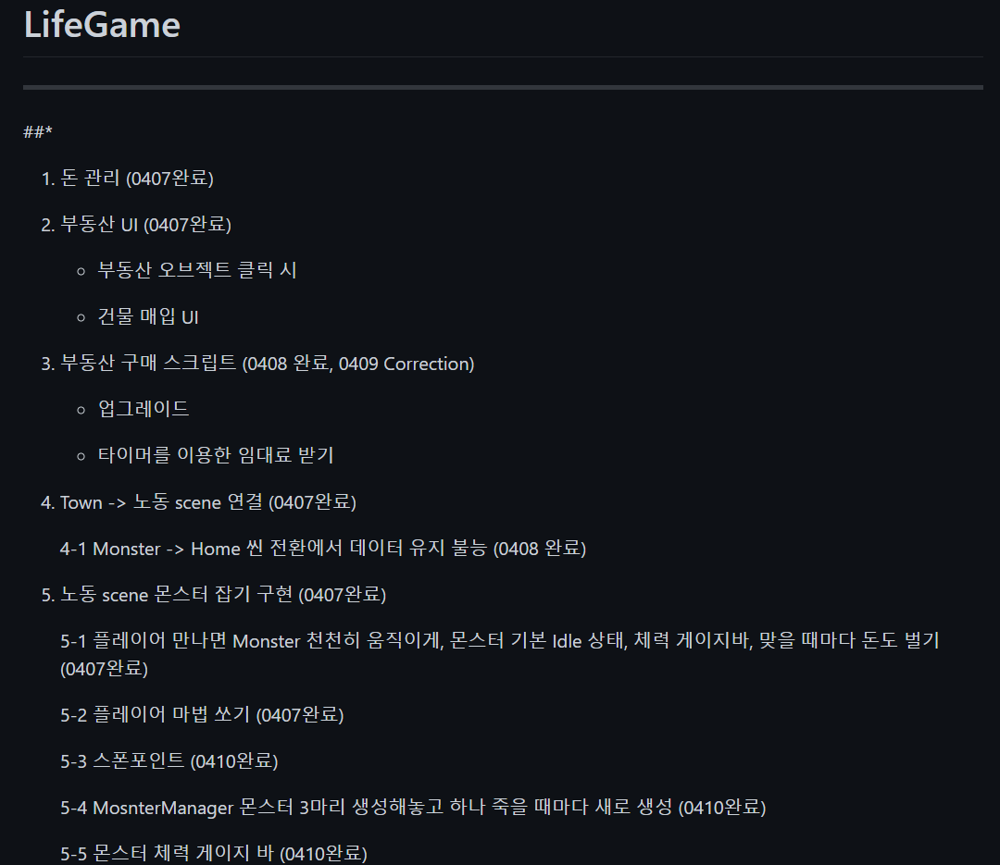 LifeGame
##*
1. 돈 관리 (0407완료)
2. 부동산 UI (0407완료)
부동산 오브젝트 클릭 시
건물 매입 UI
3. 부동산 구매 스크립트 (0408 완료, 0409 Correction)
업그레이드
타이머를 이용한 임대료 받기
4. Town -> 노동 scene 연결 (0407완료)
4-1 Monster -> Home 씬 전환에서 데이터 유지 불능 (0408 완료)
5. 노동 scene 몬스터 잡기 구현 (0407완료)
5-1 플레이어 만나면 Monster 천천히 움직이게, 몬스터 기본 Idle 상태, 체력 게이지바, 맞을 때마다 돈도 벌기
(0407완료)
5-2 플레이어 마법 쏘기 (0407완료)
5-3 스폰포인트 (0410완료)
5-4 MosnterManager 몬스터 3마리 생성해놓고 하나 죽을 때마다 새로 생성 (0410완료)
5-5 몬스터 체력 게이지 바 (0410완료)